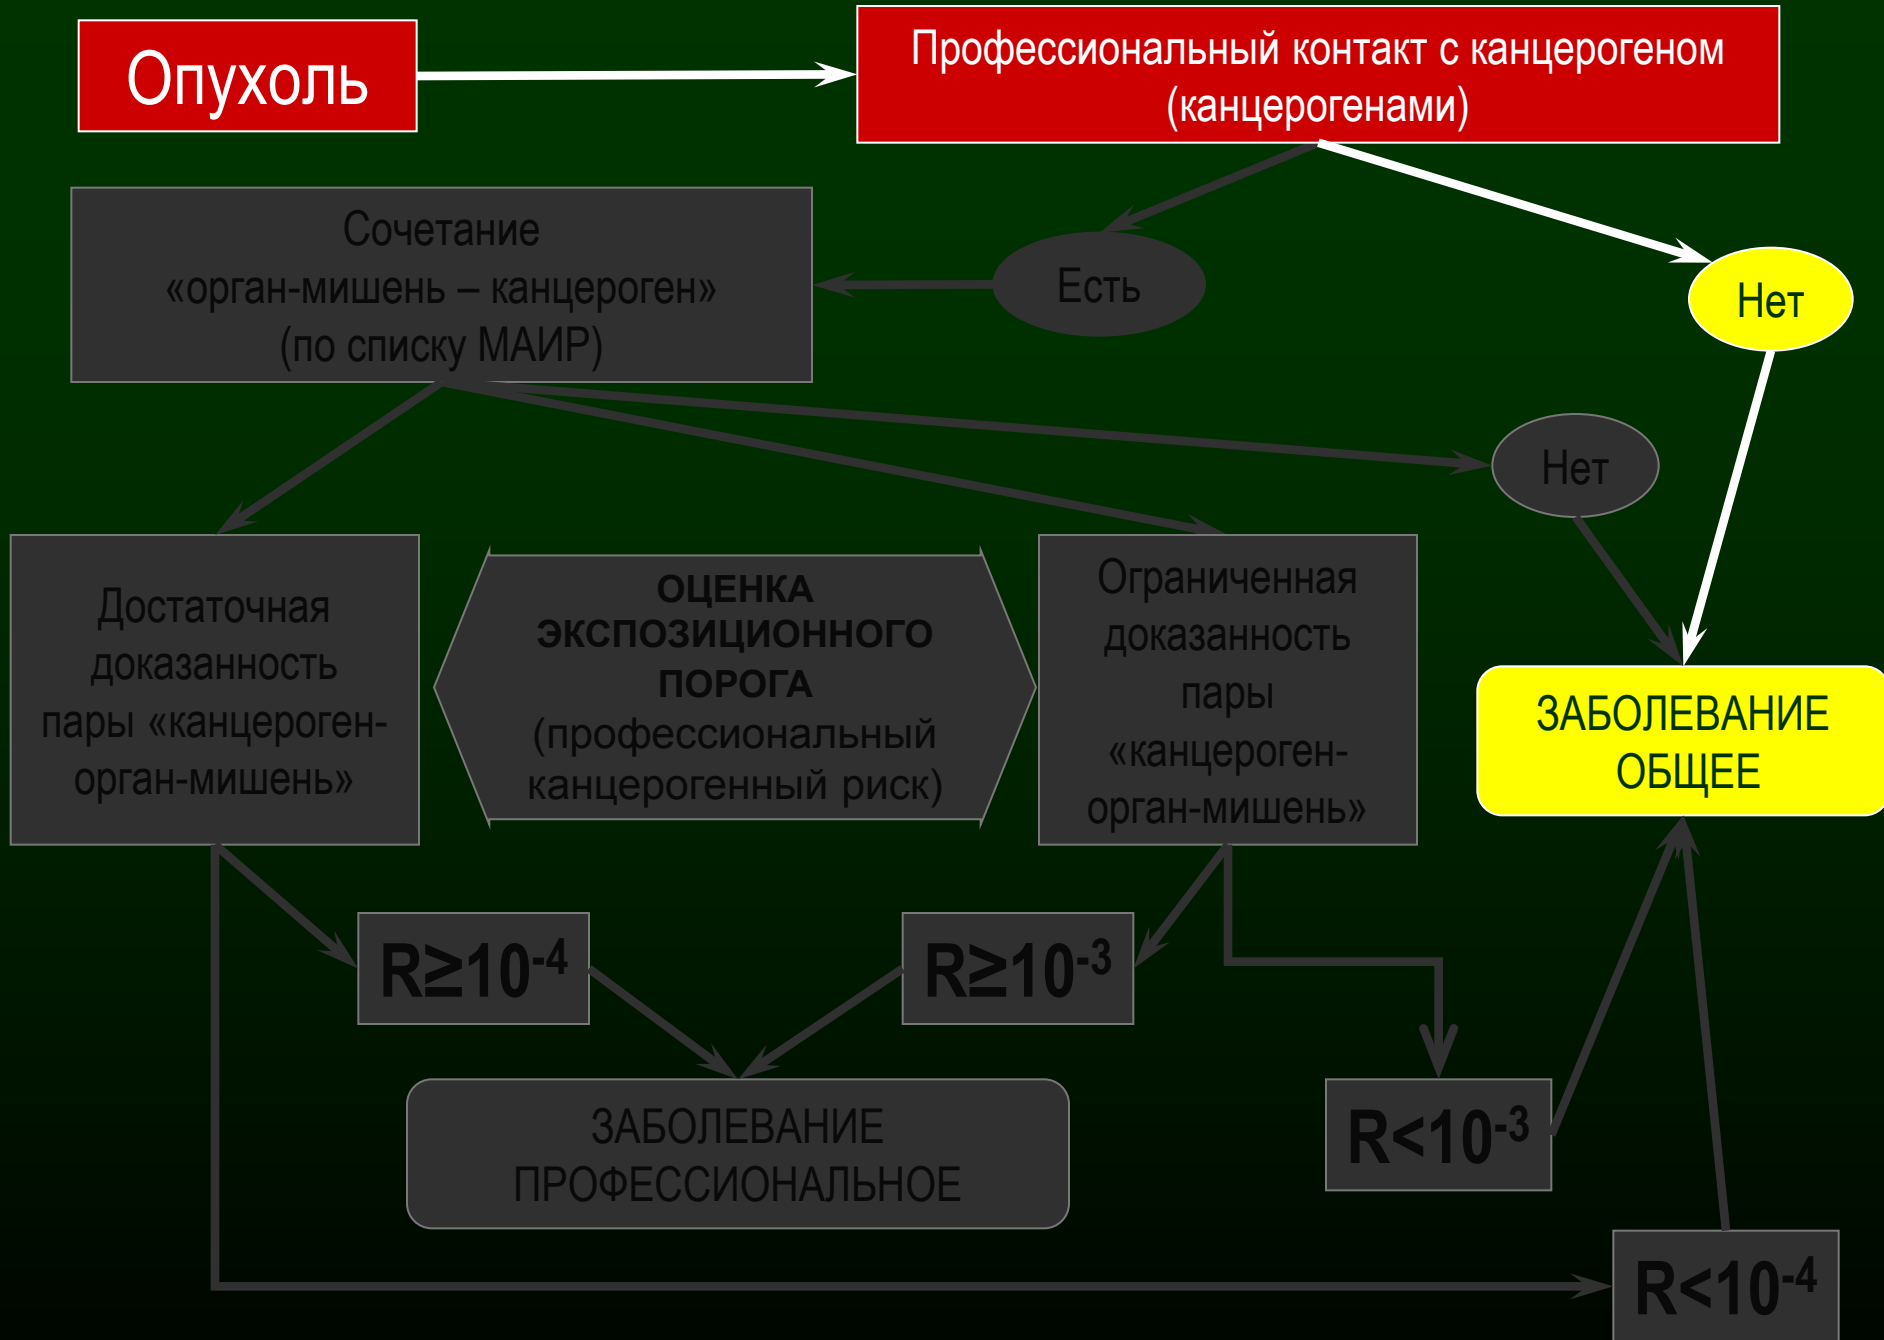 Опухоль
Профессиональный контакт с канцерогеном
(канцерогенами)
Сочетание
«орган-мишень – канцероген»
(по списку МАИР)
Есть
Нет
Нет
Достаточная
доказанность
пары «канцероген-
орган-мишень»
ОЦЕНКА
ЭКСПОЗИЦИОННОГО
ПОРОГА
(профессиональный
канцерогенный риск)
Ограниченная
доказанность
пары
«канцероген-
орган-мишень»
ЗАБОЛЕВАНИЕ
ОБЩЕЕ
R≥10⁻⁴
R≥10⁻³
ЗАБОЛЕВАНИЕ
ПРОФЕССИОНАЛЬНОЕ
R<10⁻³
R<10⁻⁴